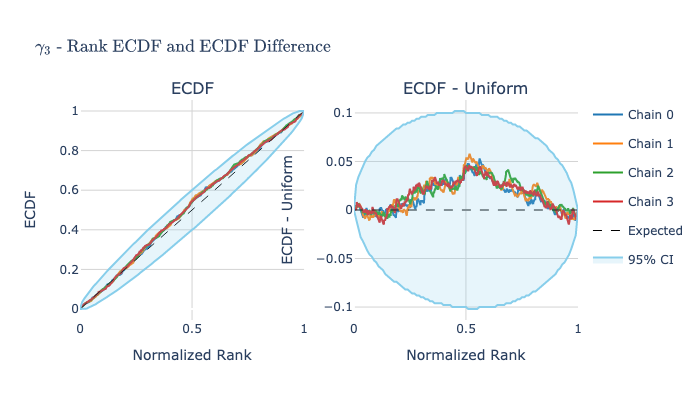 γ₃ - Rank ECDF and ECDF Difference
ECDF
ECDF
1
0.8
0.6
0.4
0.2
0
0
0.5
1
Normalized Rank
ECDF - Uniform
ECDF - Uniform
0.1
0.05
0
−0.05
−0.1
0
0.5
1
Normalized Rank
Chain 0
Chain 1
Chain 2
Chain 3
Expected
95% CI